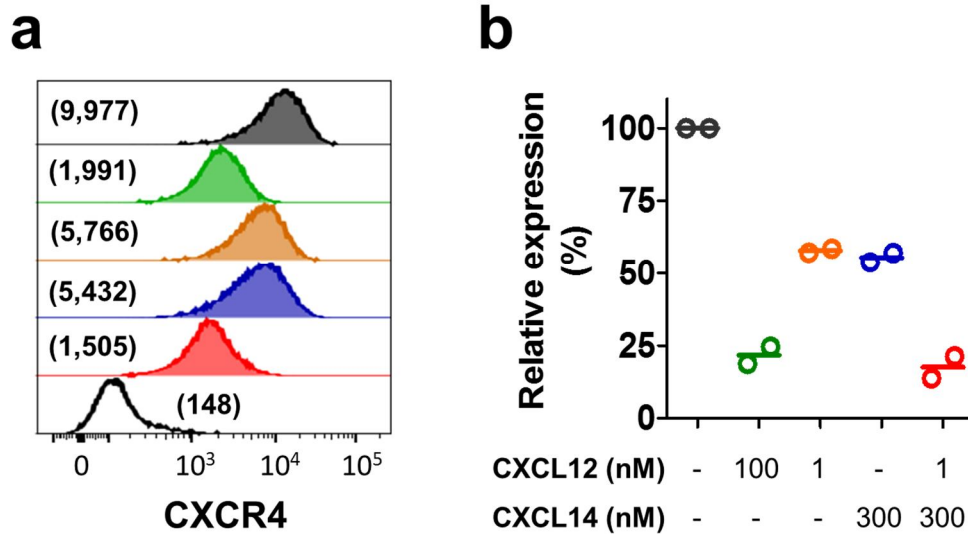 a
(9,977)
(1,991)
(5,766)
(5,432)
(1,505)
(148)
0 10³ 10⁴ 10⁵
CXCR4
b
Relative expression
(%)
100
75
50
25
0
CXCL12 (nM) - 100 1 - 1
CXCL14 (nM) - - - 300 300